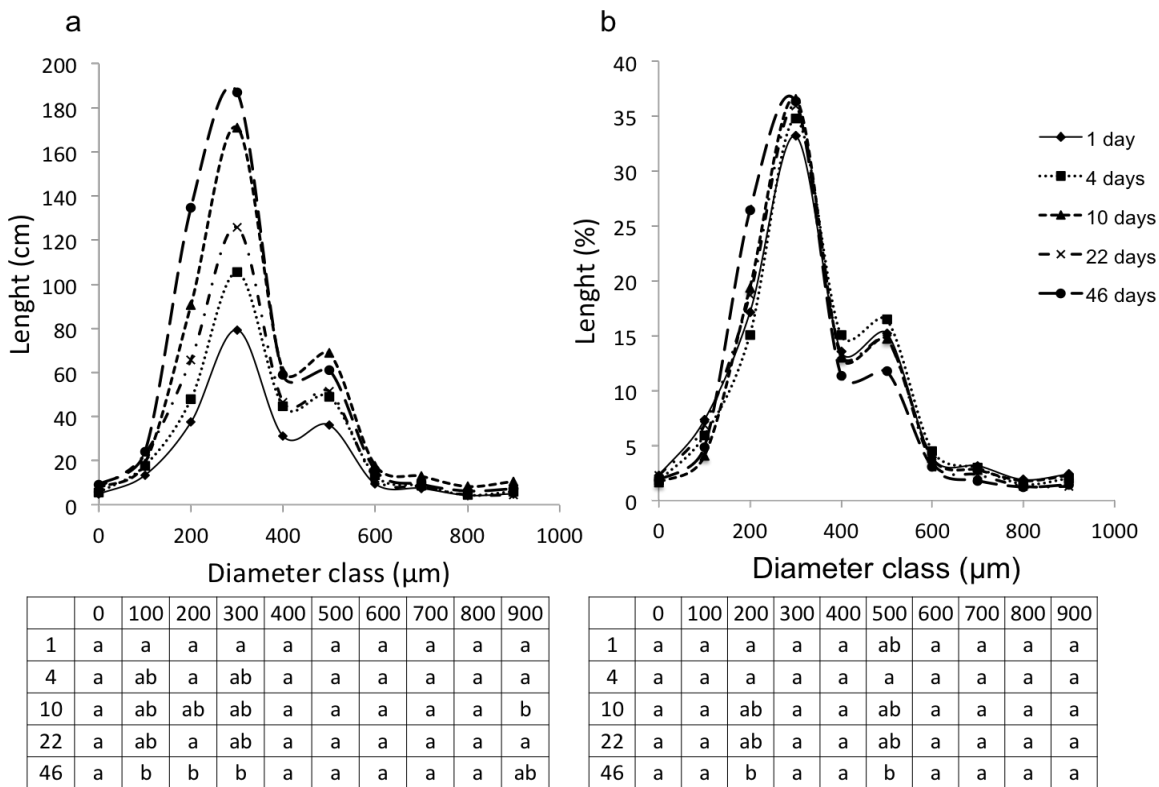 a
Lenght (cm)
200
180
160
140
120
100
80
60
40
20
0
0 200 400 600 800 1000
Diameter class (µm)
0 100 200 300 400 500 600 700 800 900
1 a a a a a a a a a a
4 a ab a ab a a a a a a
10 a ab ab ab a a a a a b
22 a ab a ab a a a a a a
46 a b b b a a a a a ab
b
Lenght (%)
40
35
30
25
20
15
10
5
0
0 200 400 600 800 1000
Diameter class (µm)
1 day
4 days
10 days
22 days
46 days
0 100 200 300 400 500 600 700 800 900
1 a a a a a ab a a a a
4 a a a a a a a a a a
10 a a ab a a ab a a a a
22 a a ab a a ab a a a a
46 a a b a a b a a a a